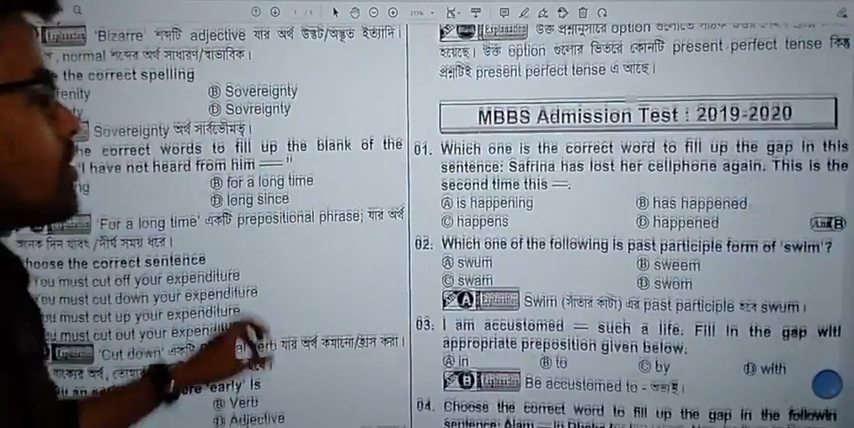 'Bizarre' শব্দটি adjective যার অর্থ উদ্ভট/অদ্ভুত ইত্যাদি।
normal শব্দের অর্থ সাধারণ/স্বাভাবিক।
the correct spelling
Ⓑ Sovereignty
Ⓓ Sovreignty
Sovereignty অর্থ সার্বভৌমত্ব।
he correct words to fill up the blank of the
"I have not heard from him — "
Ⓑ for a long time
Ⓓ long since
Explanation 'For a long time' একটি prepositional phrase; যার অর্থ
অনেক দিন যাবৎ /দীর্ঘ সময় ধরে।
hoose the correct sentence
You must cut off your expenditure
You must cut down your expenditure
ou must cut up your expenditure
u must cut out your expenditu
'Cut down' একটি al verb যার অর্থ কমানো/হ্রাস করা।
ere 'early' is
Ⓑ Verb
Ⓓ Adjective
Explanation উক্ত প্রশ্নানুসারে option গুলোতে
হয়েছে। উক্ত option গুলোর ভিতরে কোনটি present perfect tense কিন্তু
প্রশ্নটিই present perfect tense এ আছে।
MBBS Admission Test : 2019-2020
01. Which one is the correct word to fill up the gap in this
sentence: Safrina has lost her cellphone again. This is the
second time this —.
Ⓐ is happening Ⓑ has happened
Ⓒ happens Ⓓ happened Ans B
02. Which one of the following is past participle form of 'swim'?
Ⓐ swum Ⓑ sweem
Ⓒ swam Ⓓ swom
A Explanation Swim (সাঁতার কাটা) এর past participle হবে swum।
03. I am accustomed — such a life. Fill in the gap with
appropriate preposition given below.
Ⓐ in Ⓑ to Ⓒ by Ⓓ with
B Explanation Be accustomed to - অভ্যস্ত।
04. Choose the correct word to fill up the gap in the followin
sentence: Alam — in Dhaka